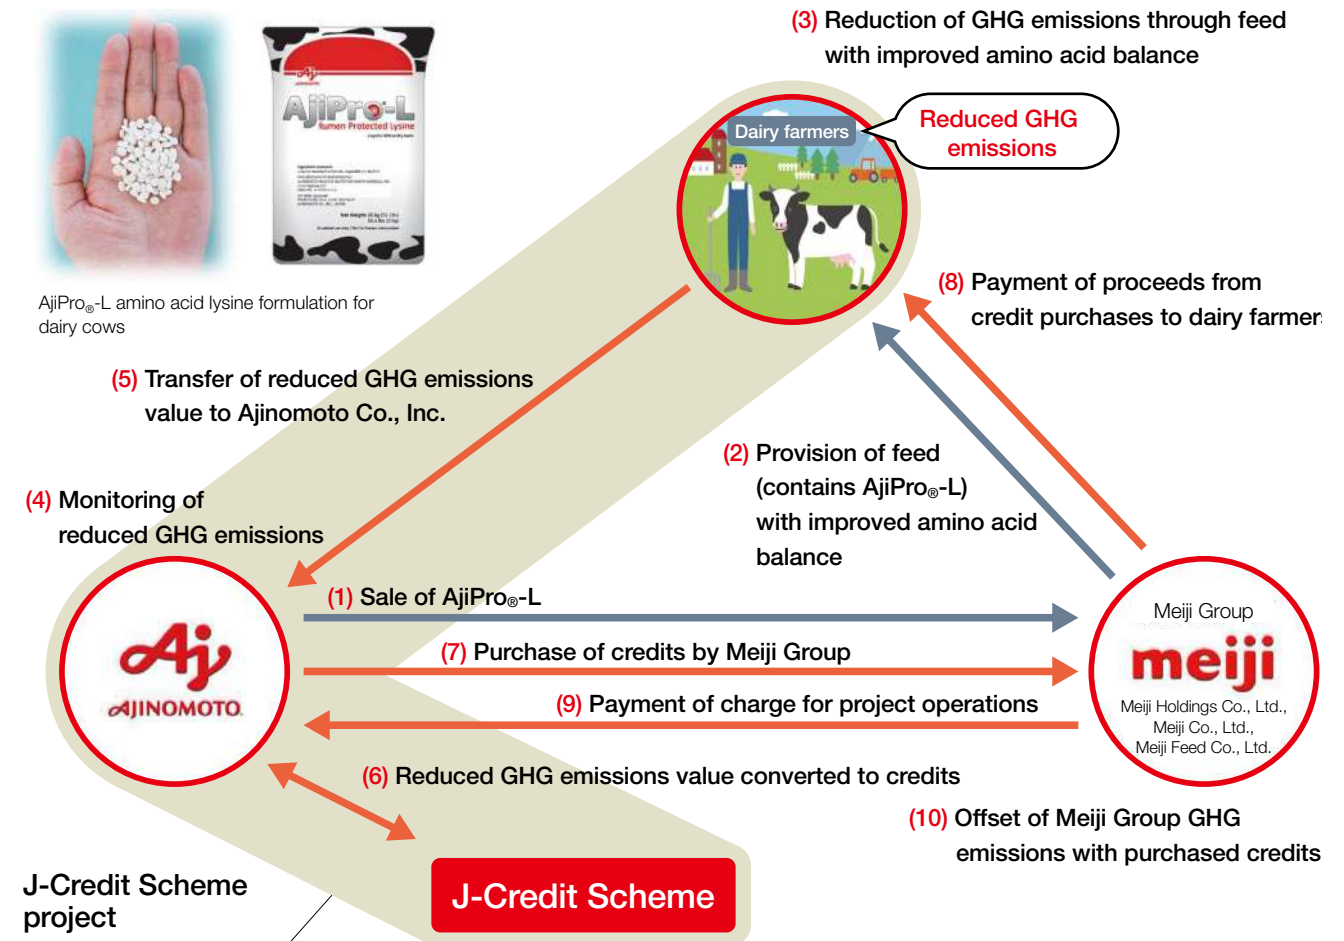 (3) Reduction of GHG emissions through feed
with improved amino acid balance
Aj
AJINOMOTO
AjiPro®-L
Rumen Protected Lysine
Dairy farmers
Reduced GHG
emissions
AjiPro®-L amino acid lysine formulation for
dairy cows
(8) Payment of proceeds from
credit purchases to dairy farmers
(5) Transfer of reduced GHG emissions
value to Ajinomoto Co., Inc.
(2) Provision of feed
(contains AjiPro®-L)
with improved amino acid
balance
(4) Monitoring of
reduced GHG emissions
(1) Sale of AjiPro®-L
Aj
AJINOMOTO.
(7) Purchase of credits by Meiji Group
(9) Payment of charge for project operations
Meiji Group
meiji
Meiji Holdings Co., Ltd.,
Meiji Co., Ltd.,
Meiji Feed Co., Ltd.
(6) Reduced GHG emissions value converted to credits
(10) Offset of Meiji Group GHG
emissions with purchased credits
J-Credit Scheme
project
J-Credit Scheme